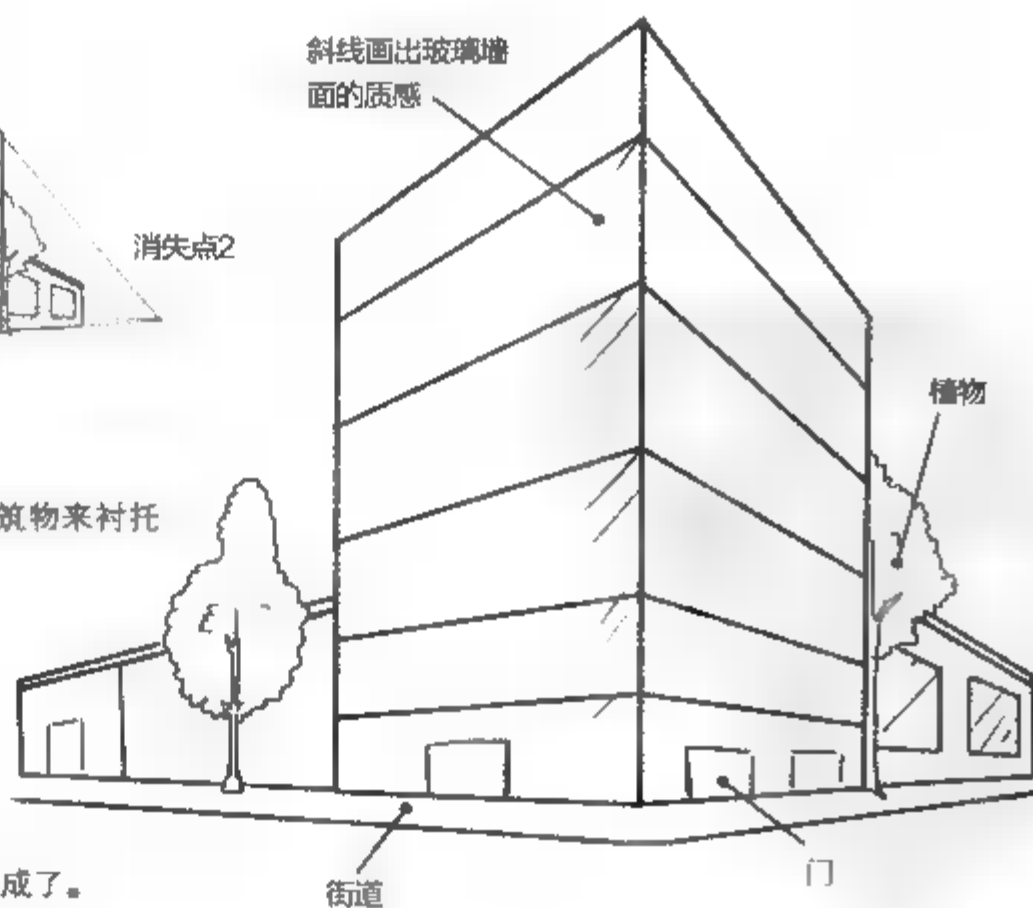 斜线画出玻璃墙
面的质感
消失点2
植物
筑物来衬托
成了。
街道
门